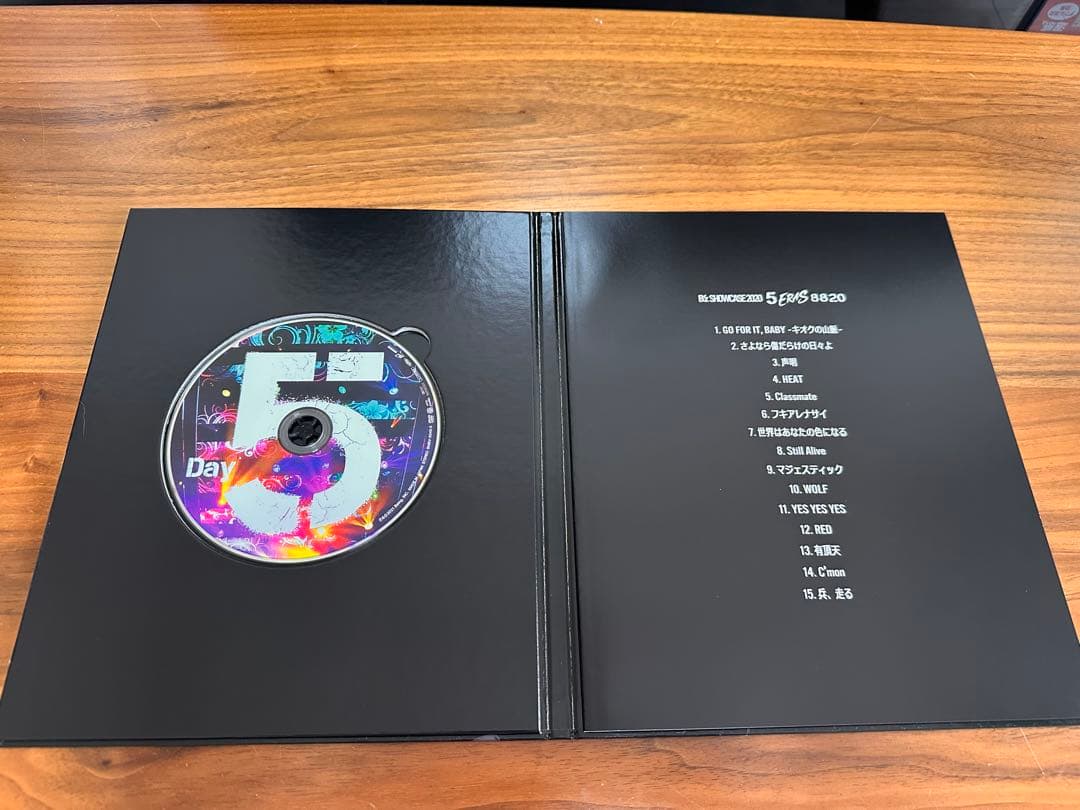 Day
5
B'z SHOWCASE 2020 5 ERAS 8820
1. GO FOR IT, BABY -キオクの山脈-
2. さよなら傷だらけの日々よ
3. 声明
4. HEAT
5. Classmate
6. フキアレナサイ
7. 世界はあなたの色になる
8. Still Alive
9. マジェスティック
10. WOLF
11. YES YES YES
12. RED
13. 有頂天
14. C'mon
15. 兵、走る